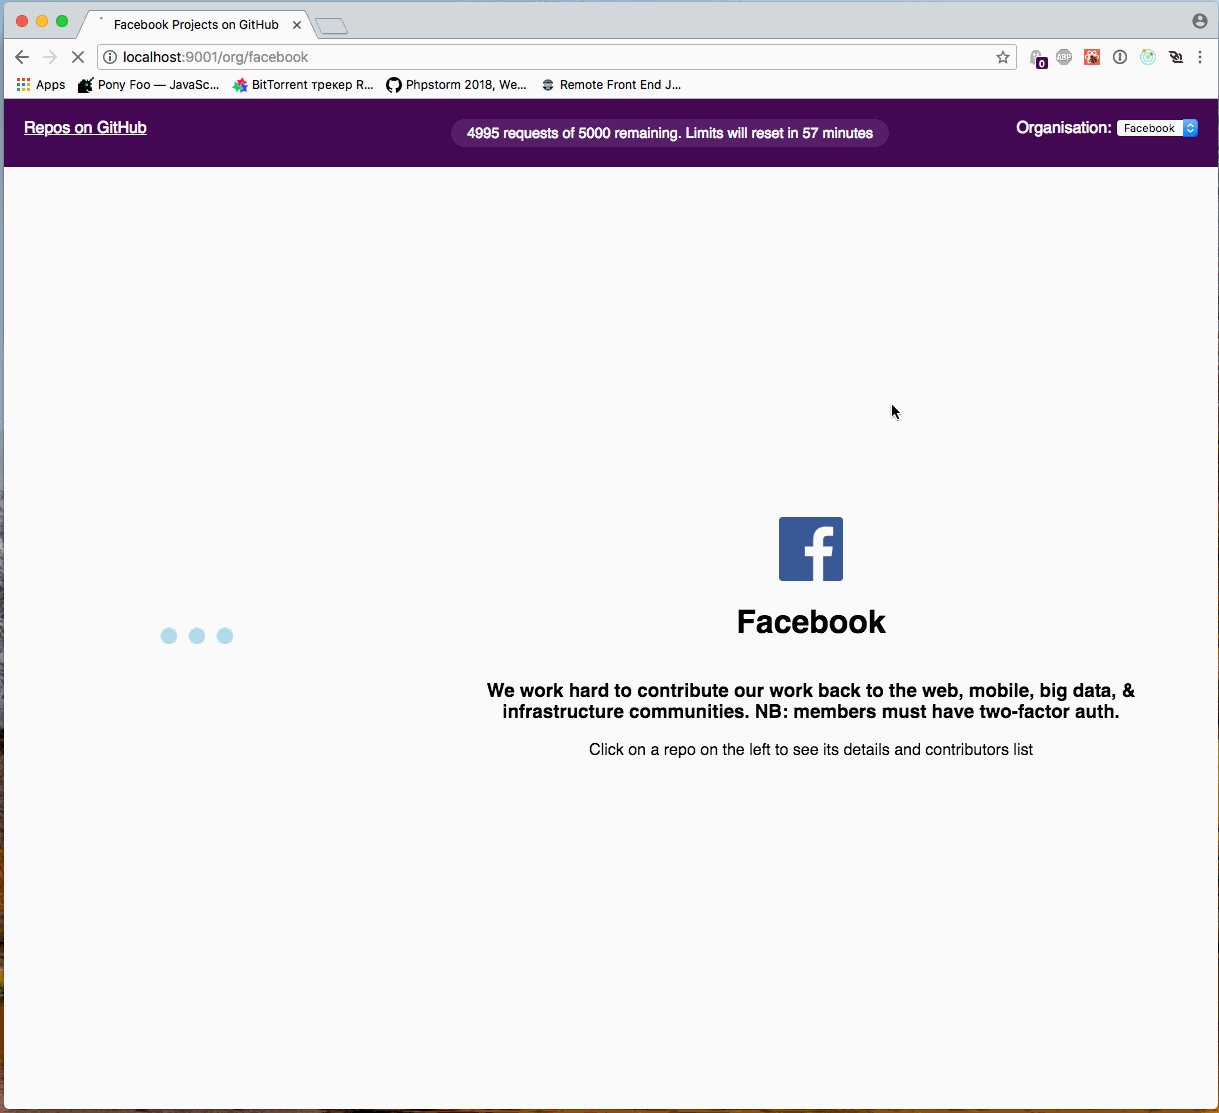 Facebook Projects on GitHub
localhost:9001/org/facebook
0
ABP
Apps
Pony Foo — JavaSc...
BitTorrent трекер R...
Phpstorm 2018, We...
Remote Front End J...
Repos on GitHub
4995 requests of 5000 remaining. Limits will reset in 57 minutes
Organisation: Facebook
Facebook
We work hard to contribute our work back to the web, mobile, big data, &
infrastructure communities. NB: members must have two-factor auth.
Click on a repo on the left to see its details and contributors list